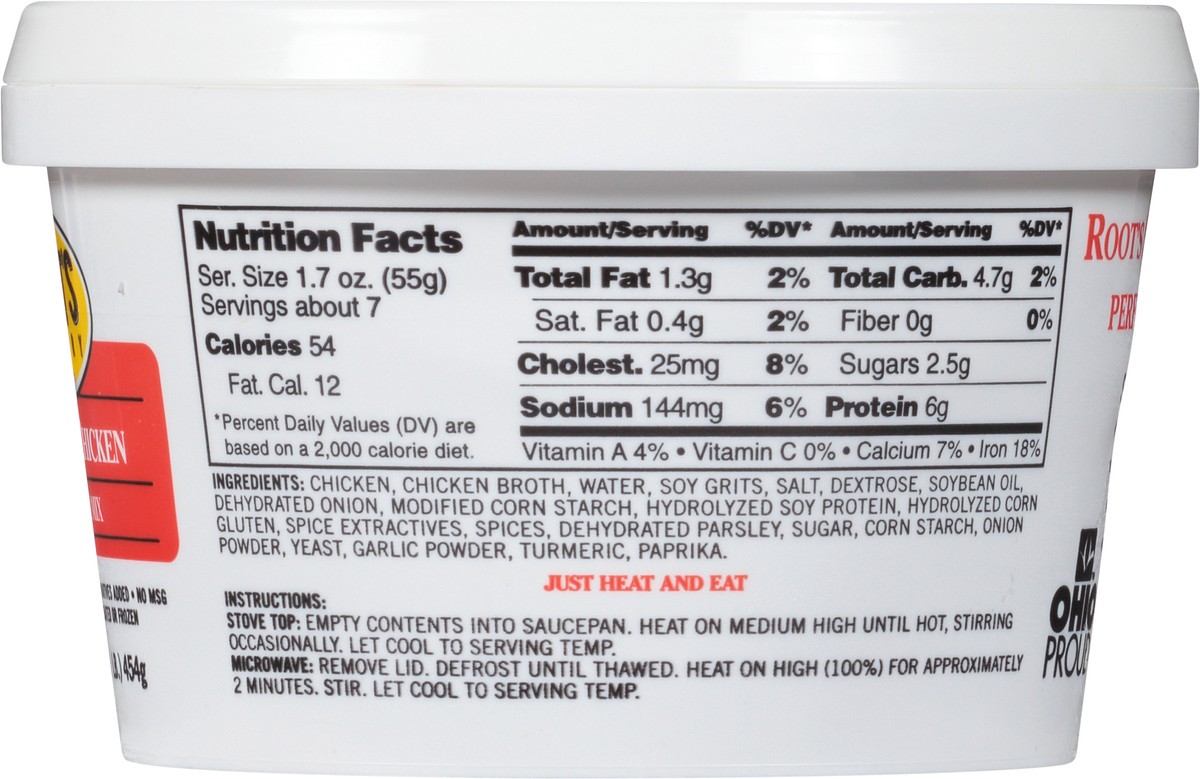 Nutrition Facts
Ser. Size 1.7 oz. (55g)
Servings about 7
Calories 54
Fat. Cal. 12
*Percent Daily Values (DV) are
based on a 2,000 calorie diet.
Amount/Serving %DV* Amount/Serving %DV*
Total Fat 1.3g 2% Total Carb. 4.7g 2%
Sat. Fat 0.4g 2% Fiber 0g 0%
Cholest. 25mg 8% Sugars 2.5g
Sodium 144mg 6% Protein 6g
Vitamin A 4% • Vitamin C 0% • Calcium 7% • Iron 18%
INGREDIENTS: CHICKEN, CHICKEN BROTH, WATER, SOY GRITS, SALT, DEXTROSE, SOYBEAN OIL,
DEHYDRATED ONION, MODIFIED CORN STARCH, HYDROLYZED SOY PROTEIN, HYDROLYZED CORN
GLUTEN, SPICE EXTRACTIVES, SPICES, DEHYDRATED PARSLEY, SUGAR, CORN STARCH, ONION
POWDER, YEAST, GARLIC POWDER, TURMERIC, PAPRIKA.
JUST HEAT AND EAT
INSTRUCTIONS:
STOVE TOP: EMPTY CONTENTS INTO SAUCEPAN. HEAT ON MEDIUM HIGH UNTIL HOT, STIRRING
OCCASIONALLY. LET COOL TO SERVING TEMP.
MICROWAVE: REMOVE LID. DEFROST UNTIL THAWED. HEAT ON HIGH (100%) FOR APPROXIMATELY
2 MINUTES. STIR. LET COOL TO SERVING TEMP.
HICKEN
ADDED • NO MSG
OR FROZEN
454g
ROOT'S
PER
OHIO
PROUD